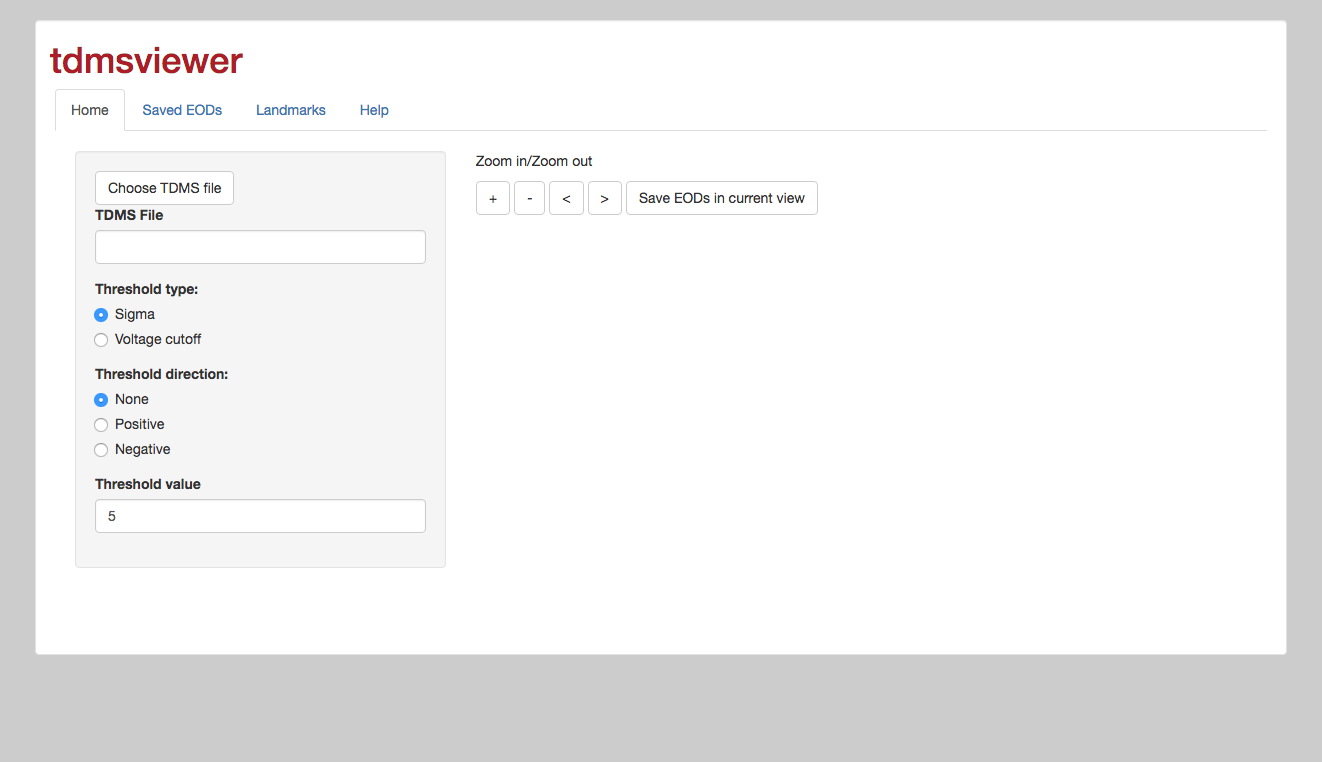 tdmsviewer
Home Saved EODs Landmarks Help
Choose TDMS file
TDMS File
Threshold type:
Sigma
Voltage cutoff
Threshold direction:
None
Positive
Negative
Threshold value
5
Zoom in/Zoom out
+ - < > Save EODs in current view